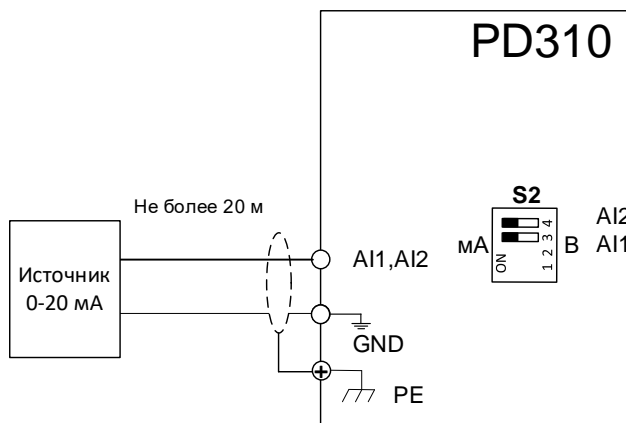 PD310
S2
Не более 20 м
4
AI2
Источник
0-20 мА
AI1,AI2
мА
ON
1 2 3
В
AI1
GND
PE